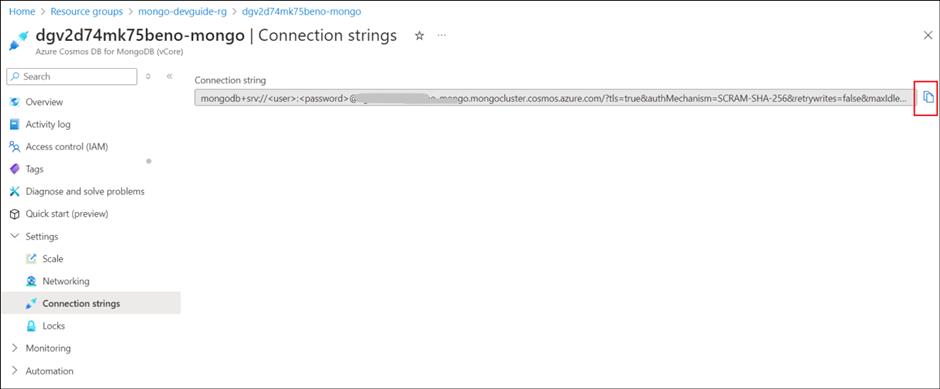 Home > Resource groups > mongo-devguide-rg > dgv2d74mk75beno-mongo
dgv2d74mk75beno-mongo | Connection strings
Azure Cosmos DB for MongoDB (vCore)
Search
Connection string
mongodb+srv://<user>:<password>@ o-mongo.mongocluster.cosmos.azure.com/?tls=true&authMechanism=SCRAM-SHA-256&retrywrites=false&maxIdle...
Overview
Activity log
Access control (IAM)
Tags
Diagnose and solve problems
Quick start (preview)
Settings
Scale
Networking
Connection strings
Locks
Monitoring
Automation